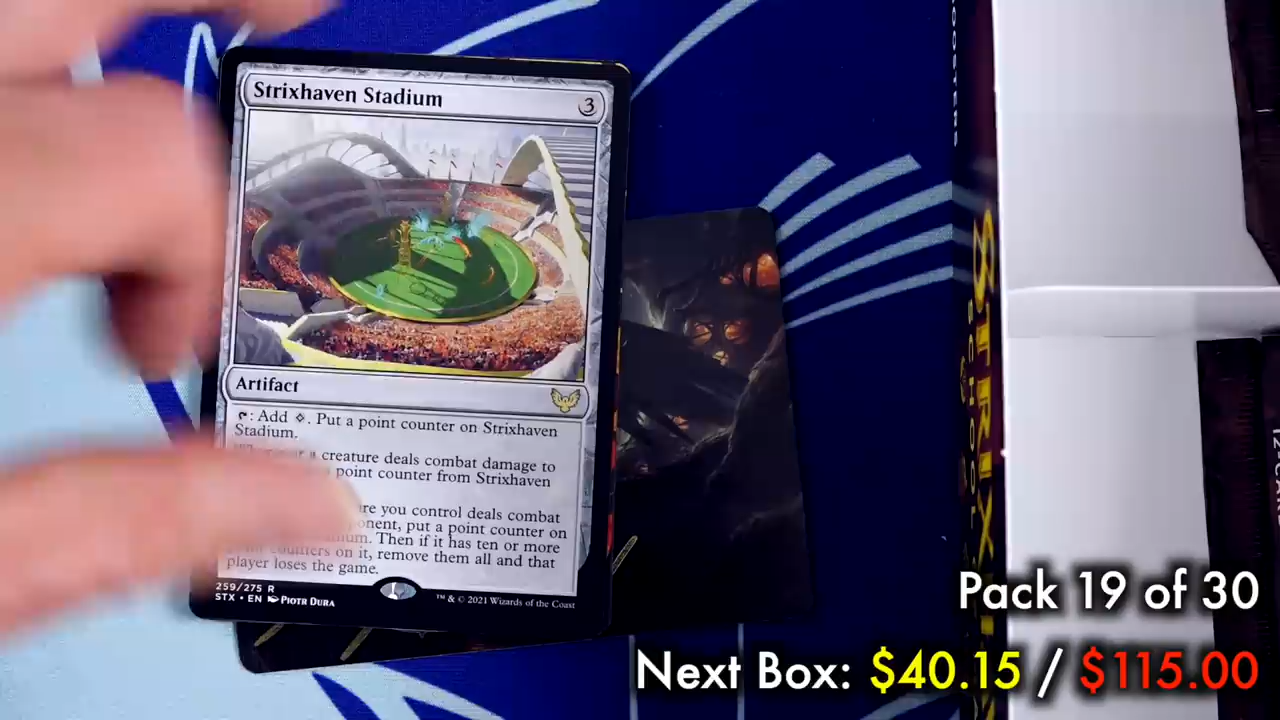 Strixhaven Stadium
3
Artifact
: Add . Put a point counter on Strixhaven
Stadium.
a creature deals combat damage to
point counter from Strixhaven
you control deals combat
put a point counter on
Then if it has ten or more
counters on it, remove them all and that
player loses the game.
259/275 R
STX • EN Piotr Dura
™ & © 2021 Wizards of the Coast
STRIX
SCHOOL
Pack 19 of 30
Next Box: $40.15 / $115.00